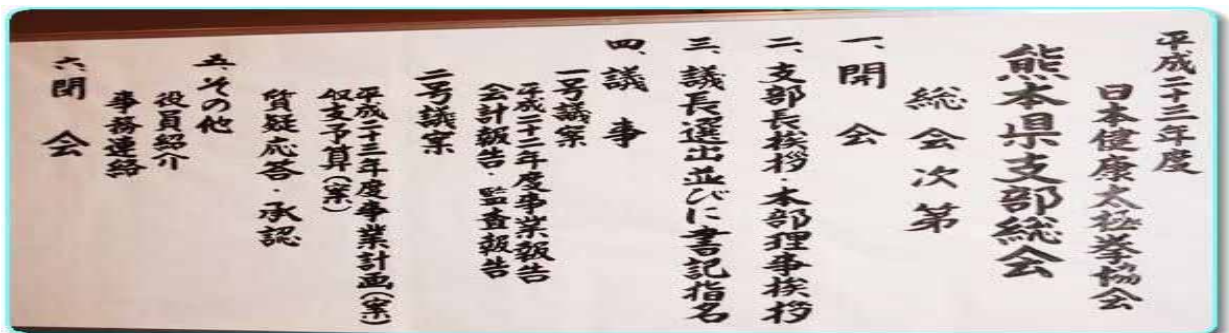 平成二十三年度
日本健康太極拳協会
熊本県支部総会
総会次第
一、開会
二、支部長挨拶・本部理事挨拶
三、議長選出並びに書記指名
四、議事
一号議案
平成二十二年度事業報告
会計報告・監査報告
二号議案
平成二十三年度事業計画(案)
収支予算(案)
質疑応答・承認
五、その他
役員紹介
事務連絡
六、閉会